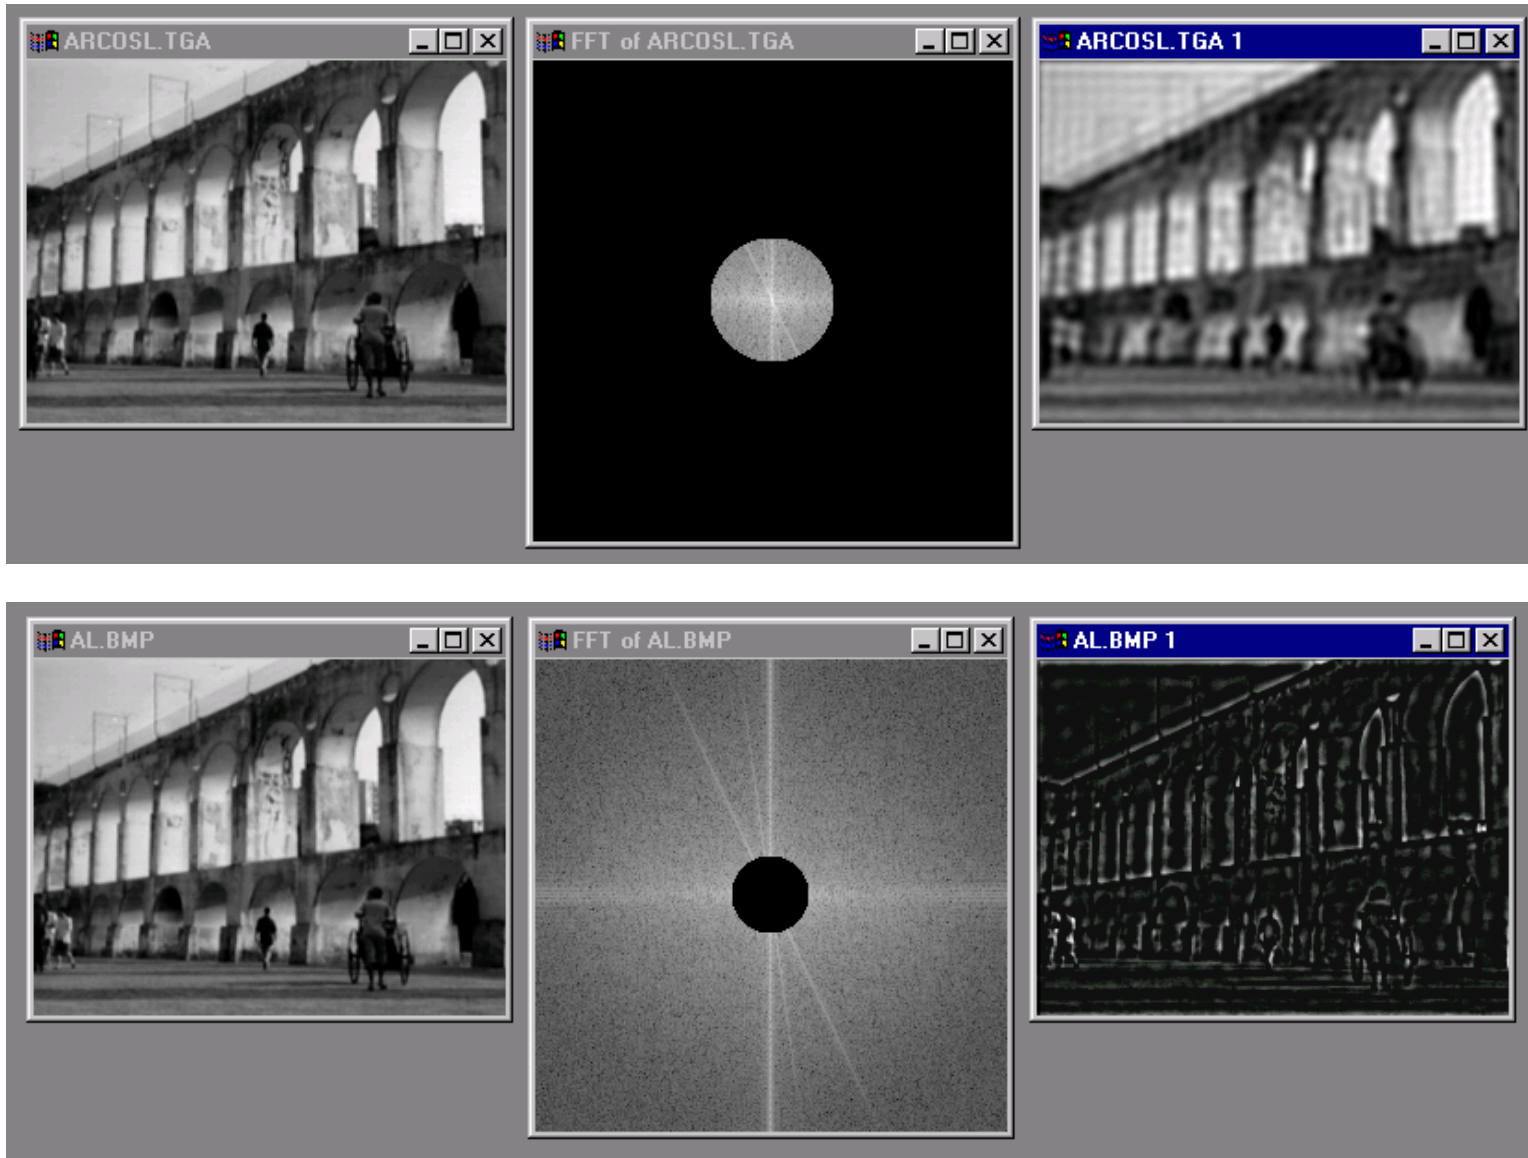 ARCOSL.TGA
FFT of ARCOSL.TGA
ARCOSL.TGA 1
AL.BMP
FFT of AL.BMP
AL.BMP 1